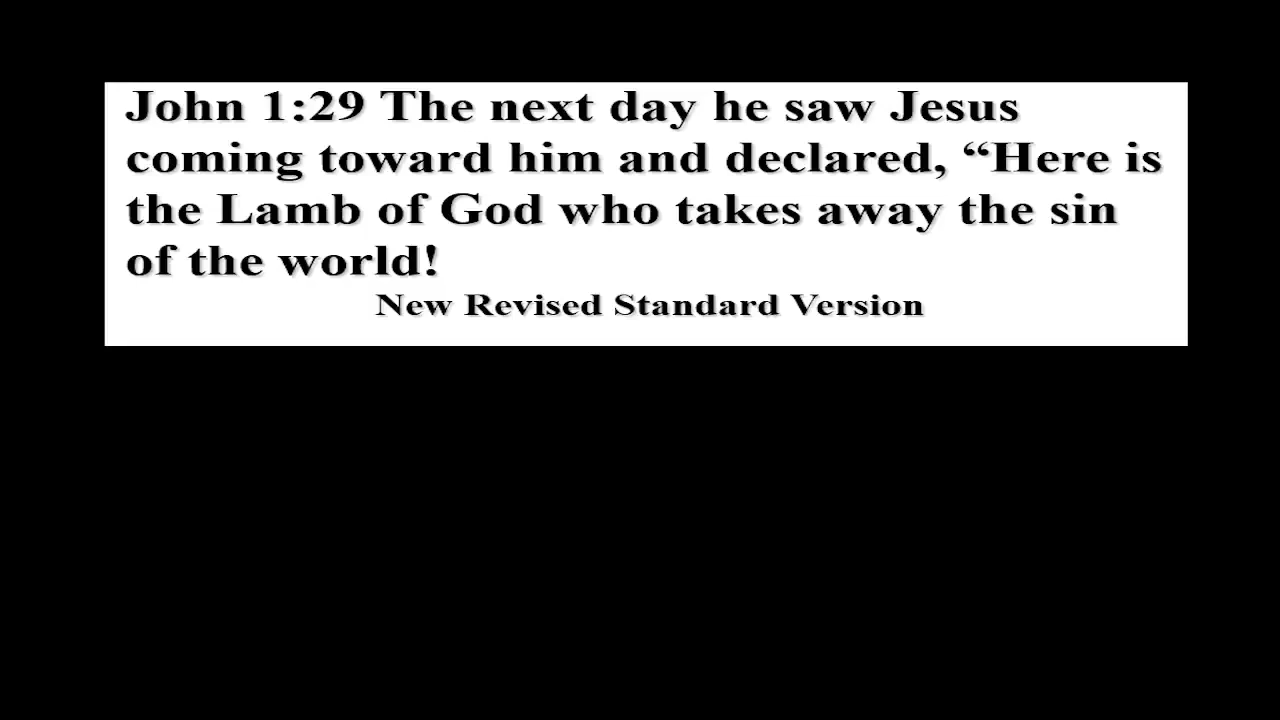 John 1:29 The next day he saw Jesus
coming toward him and declared, “Here is
the Lamb of God who takes away the sin
of the world!
New Revised Standard Version